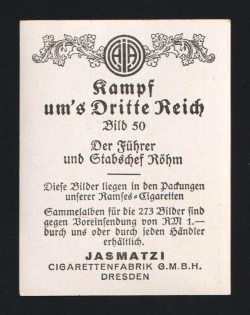 Kampf
um's Dritte Reich
Bild 50
Der Führer
und Stabschef Röhm
Diese Bilder liegen in den Packungen
unserer Ramses-Cigaretten
Sammelalben für die 273 Bilder sind
gegen Voreinsendung von RM 1.—
durch uns oder durch jeden Händler
erhältlich.
JASMATZI
CIGARETTENFABRIK G.M.B.H.
DRESDEN